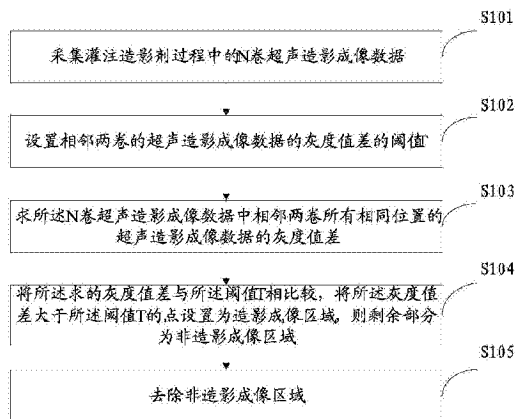 S101
采集灌注造影剂过程中的N卷超声造影成像数据
S102
设置相邻两卷的超声造影成像数据的灰度值差的阈值T
S103
求所述N卷超声造影成像数据中相邻两卷所有相同位置的
超声造影成像数据的灰度值差
S104
将所述求的灰度值差与所述阈值T相比较，将所述灰度值
差大于所述阈值T的点设置为造影成像区域，则剩余部分
为非造影成像区域
S105
去除非造影成像区域